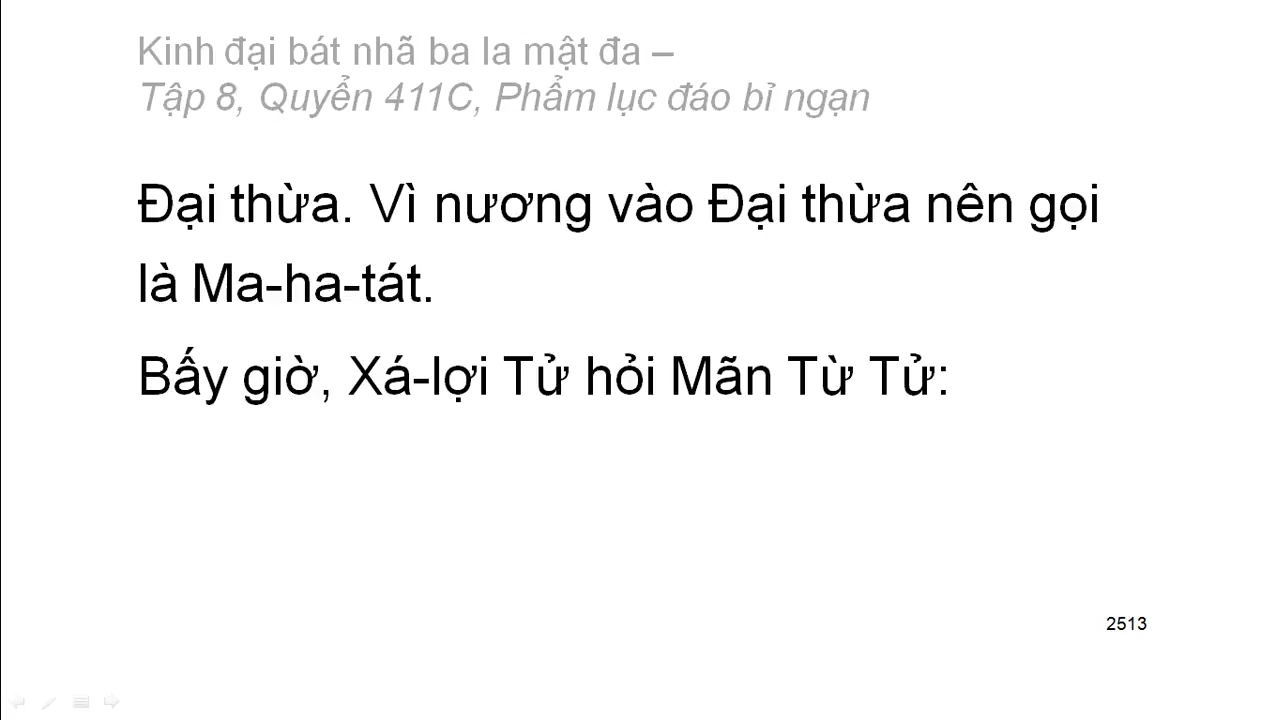 Kinh đại bát nhã ba la mật đa –
Tập 8, Quyển 411C, Phẩm lục đáo bỉ ngạn
Đại thừa. Vì nương vào Đại thừa nên gọi
là Ma-ha-tát.
Bấy giờ, Xá-lợi Tử hỏi Mãn Từ Tử:
2513